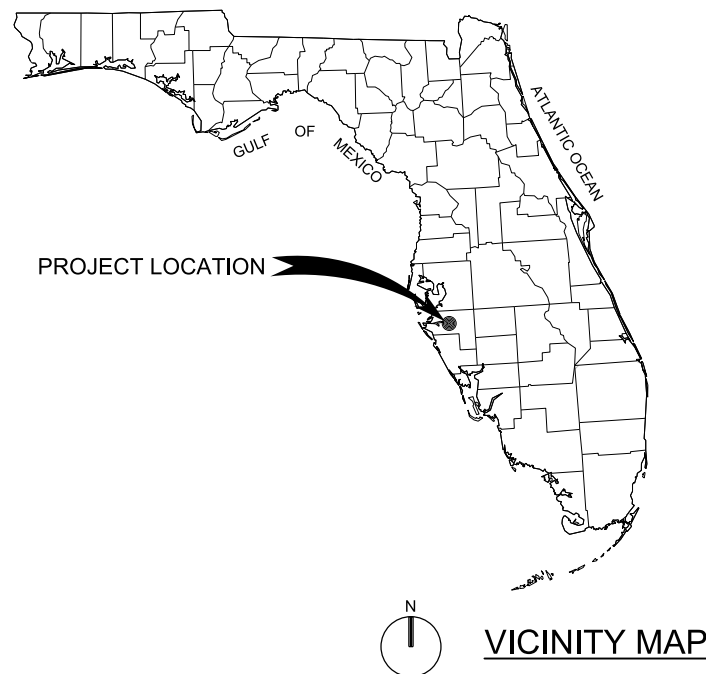 ATLANTIC OCEAN
GULF OF MEXICO
PROJECT LOCATION
N
VICINITY MAP